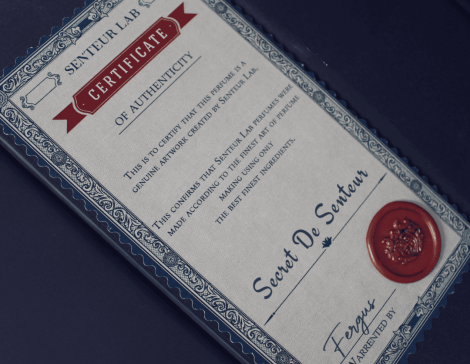 SENTEUR LAB
CERTIFICATE
OF AUTHENTICITY
THIS IS TO CERTIFY THAT THIS PERFUME IS A
GENUINE ARTWORK CREATED BY SENTEUR LAB.
THIS CONFIRMS THAT SENTEUR LAB PERFUMES WERE
MADE ACCORDING TO THE FINEST ART OF PERFUME
MAKING USING ONLY
THE BEST FINEST INGREDIENTS.
Secret De Senteur
Fergus
WARRENTED BY